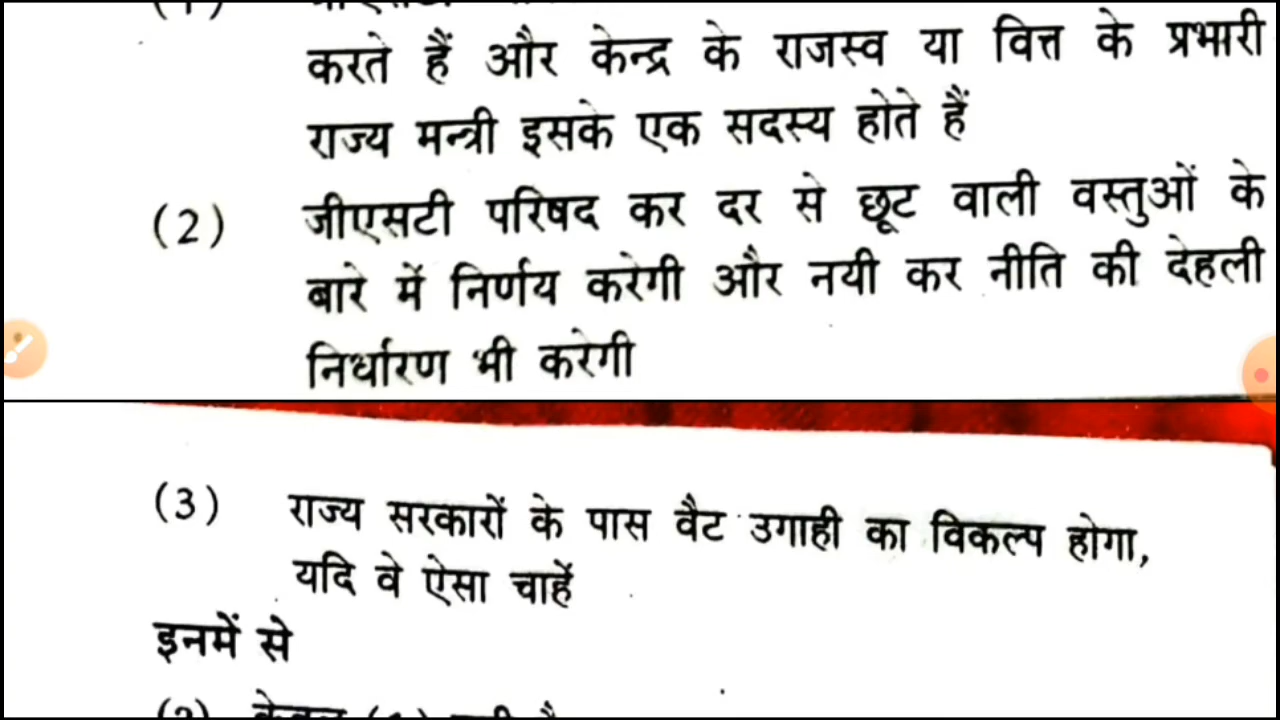 करते हैं और केन्द्र के राजस्व या वित्त के प्रभारी
राज्य मन्त्री इसके एक सदस्य होते हैं
(2) जीएसटी परिषद कर दर से छूट वाली वस्तुओं के
बारे में निर्णय करेगी और नयी कर नीति की देहली
निर्धारण भी करेगी
(3) राज्य सरकारों के पास वैट उगाही का विकल्प होगा,
यदि वे ऐसा चाहें
इनमें से